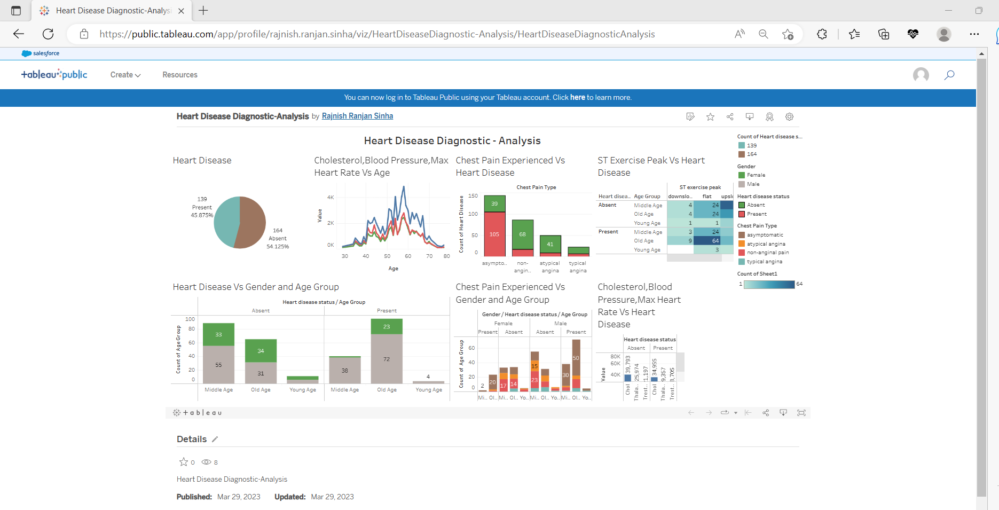 Heart Disease Diagnostic-Analysi
https://public.tableau.com/app/profile/rajnish.ranjan.sinha/viz/HeartDiseaseDiagnostic-Analysis/HeartDiseaseDiagnosticAnalysis
salesforce
tableau public
Create
Resources
You can now log in to Tableau Public using your Tableau account. Click here to learn more.
Heart Disease Diagnostic-Analysis by Rajnish Ranjan Sinha
Heart Disease Diagnostic - Analysis
Heart Disease
139
Present
45.875%
164
Absent
54.125%
Cholesterol,Blood Pressure,Max
Heart Rate Vs Age
Value
4K
2K
0K
30 40 50 60 70 80
Age
Chest Pain Experienced Vs
Heart Disease
Chest Pain Type
Count of Heart Disease
150
100
50
0
39
105
68
41
asympto.. non-angin.. atypical angina typical angina
ST Exercise Peak Vs Heart
Disease
ST exercise peak
Heart disea.. Age Group downslo.. flat upsl
Absent Middle Age 4 24
Old Age 4 24
Young Age 1 1
Present Middle Age 3 24
Old Age 9 64
Young Age 3
Count of Heart disease s...
139
164
Gender
Female
Male
Heart disease status
Absent
Present
Chest Pain Type
asymptomatic
atypical angina
non-anginal pain
typical angina
Count of Sheet1
1 64
Heart Disease Vs Gender and Age Group
Heart disease status / Age Group
Absent Present
Count of Age Group
100
80
60
40
20
0
33
55
34
31
38
23
72
4
Middle Age Old Age Young Age Middle Age Old Age Young Age
Chest Pain Experienced Vs
Gender and Age Group
Gender / Heart disease status / Age Group
Female Male
Present Absent Absent Present
Count of Age Group
60
40
20
0
2 20 17 14 15 23 30 50
Mi.. Ol.. Mi.. Ol.. Yo.. Mi.. Ol.. Yo.. Mi.. Ol.. Yo..
Cholesterol,Blood
Pressure,Max Heart
Rate Vs Heart
Disease
Heart disease status
Absent Present
Value
80K
60K
40K
39,793 25,974 1,197 34,955 9,357 3,705
Chol Thala.. Trest.. Chol Thala.. Trest..
tableau
Details
0 8
Heart Disease Diagnostic-Analysis
Published: Mar 29, 2023 Updated: Mar 29, 2023